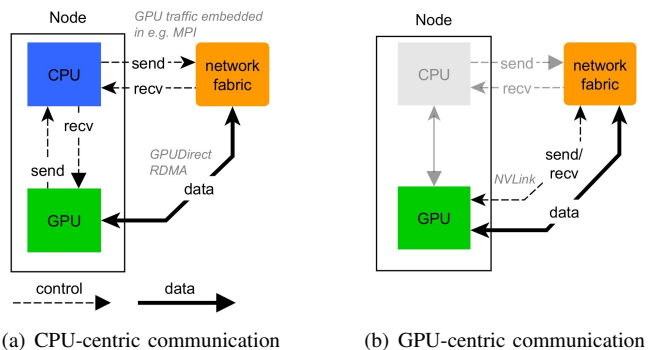 Node
GPU traffic embedded
in e.g. MPI
CPU
send
recv
network
fabric
recv
send
GPUDirect
RDMA
data
GPU
control
data
(a) CPU-centric communication
Node
CPU
send
recv
network
fabric
send/
recv
NVLink
data
GPU
(b) GPU-centric communication